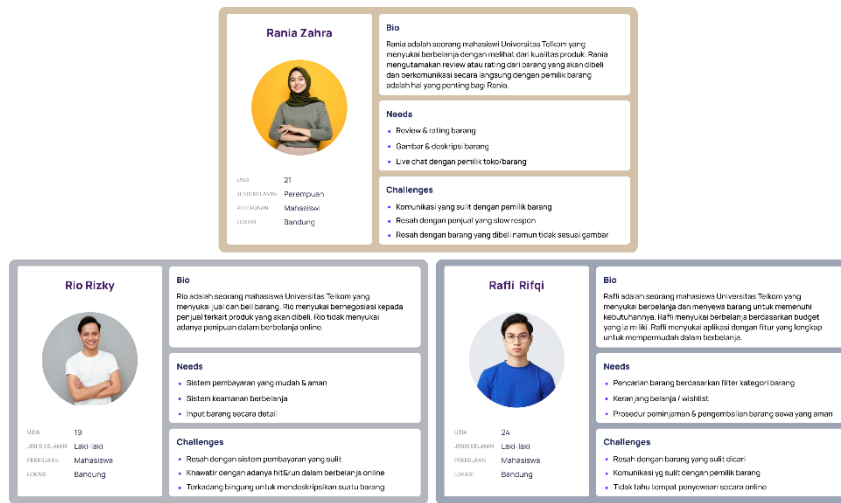 Rania Zahra
USIA 21
JENIS KELAMIN Perempuan
PEKERJAAN Mahasiswi
LOKASI Bandung
Bio
Rania adalah seorang mahasiswi Universitas Telkom yang
menyukai berbelanja dengan melihat dari kualitas produk. Rania
mengutamakan review atau rating dari barang yang akan dibeli
dan berkomunikasi secara langsung dengan pemilik barang
adalah hal yang penting bagi Rania.
Needs
• Review & rating barang
• Gambar & deskripsi barang
• Live chat dengan pemilik toko/barang
Challenges
• Komunikasi yang sulit dengan pemilik barang
• Resah dengan penjual yang slow respon
• Resah dengan barang yang dibeli namun tidak sesuai gambar
Rio Rizky
USIA 19
JENIS KELAMIN Laki-laki
PEKERJAAN Mahasiswa
LOKASI Bandung
Bio
Rio adalah seorang mahasiswa Universitas Telkom yang
menyukai jual dan beli barang. Rio menyukai bernegosiasi kepada
penjual terkait produk yang akan dibeli. Rio tidak menyukai
adanya penipuan dalam berbelanja online.
Needs
• Sistem pembayaran yang mudah & aman
• Sistem keamanan berbelanja
• Input barang secara detail
Challenges
• Resah dengan sistem pembayaran yang sulit
• Khawatir dengan adanya hit&run dalam berbelanja online
• Terkadang bingung untuk mendeskripsikan suatu barang
Rafli Rifqi
USIA 24
JENIS KELAMIN Laki-laki
PEKERJAAN Mahasiswa
LOKASI Bandung
Bio
Rafli adalah seorang mahasiswa Universitas Telkom yang
menyukai berbelanja dan menyewa barang untuk memenuhi
kebutuhannya. Rafli menyukai berbelanja berdasarkan budget
yang ia miliki. Rafli menyukai aplikasi dengan fitur yang lengkap
untuk mempermudah dalam berbelanja.
Needs
• Pencarian barang berdasarkan filter kategori barang
• Keranjang belanja / wishlist
• Prosedur peminjaman & pengembalian barang sewa yang aman
Challenges
• Resah dengan barang yang sulit dicari
• Komunikasi yg sulit dengan pemilik barang
• Tidak tahu tempat penyewaan secara online